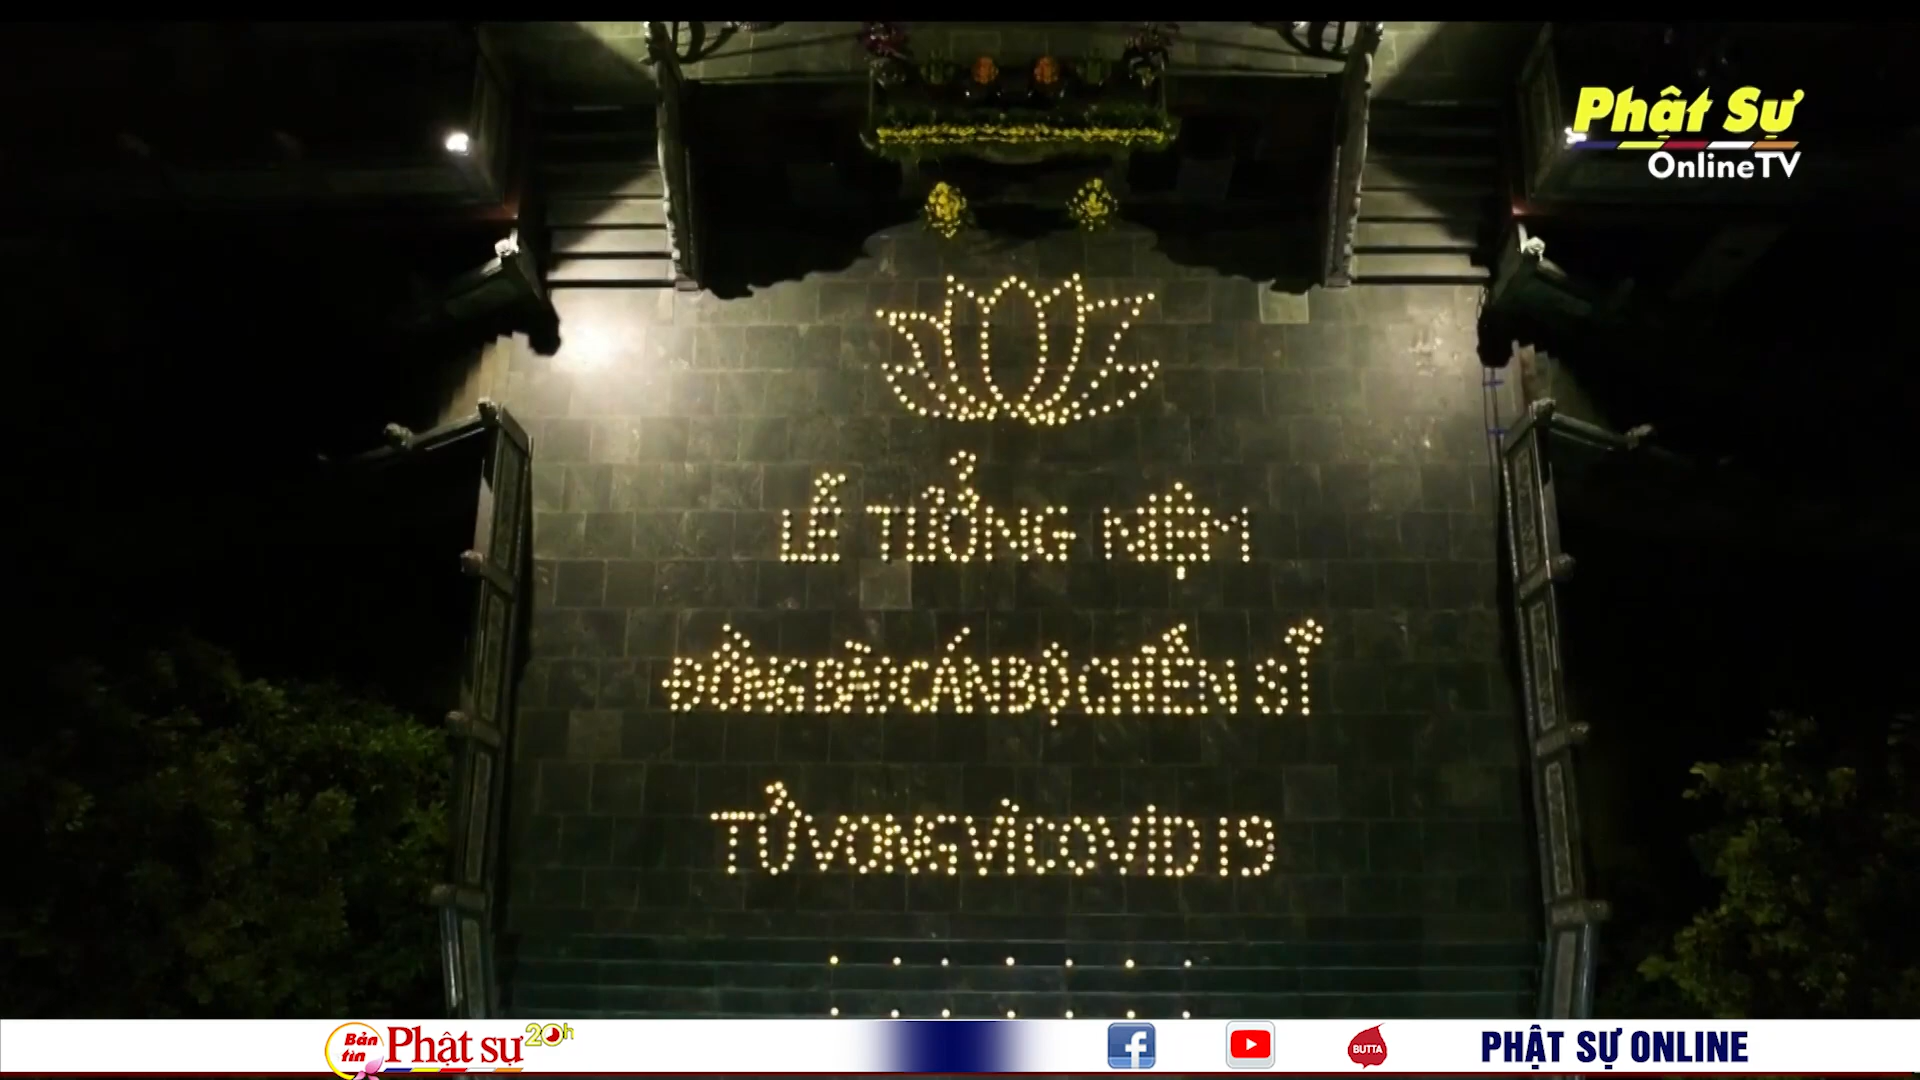 Phật Sự
OnlineTV
LỄ TƯỞNG NIỆM
ĐỒNG BÀO CÁN BỘ CHIẾN SĨ
TỬ VONG VÌ COVID 19
Bản tin Phật sự 20h
BUTTA
PHẬT SỰ ONLINE